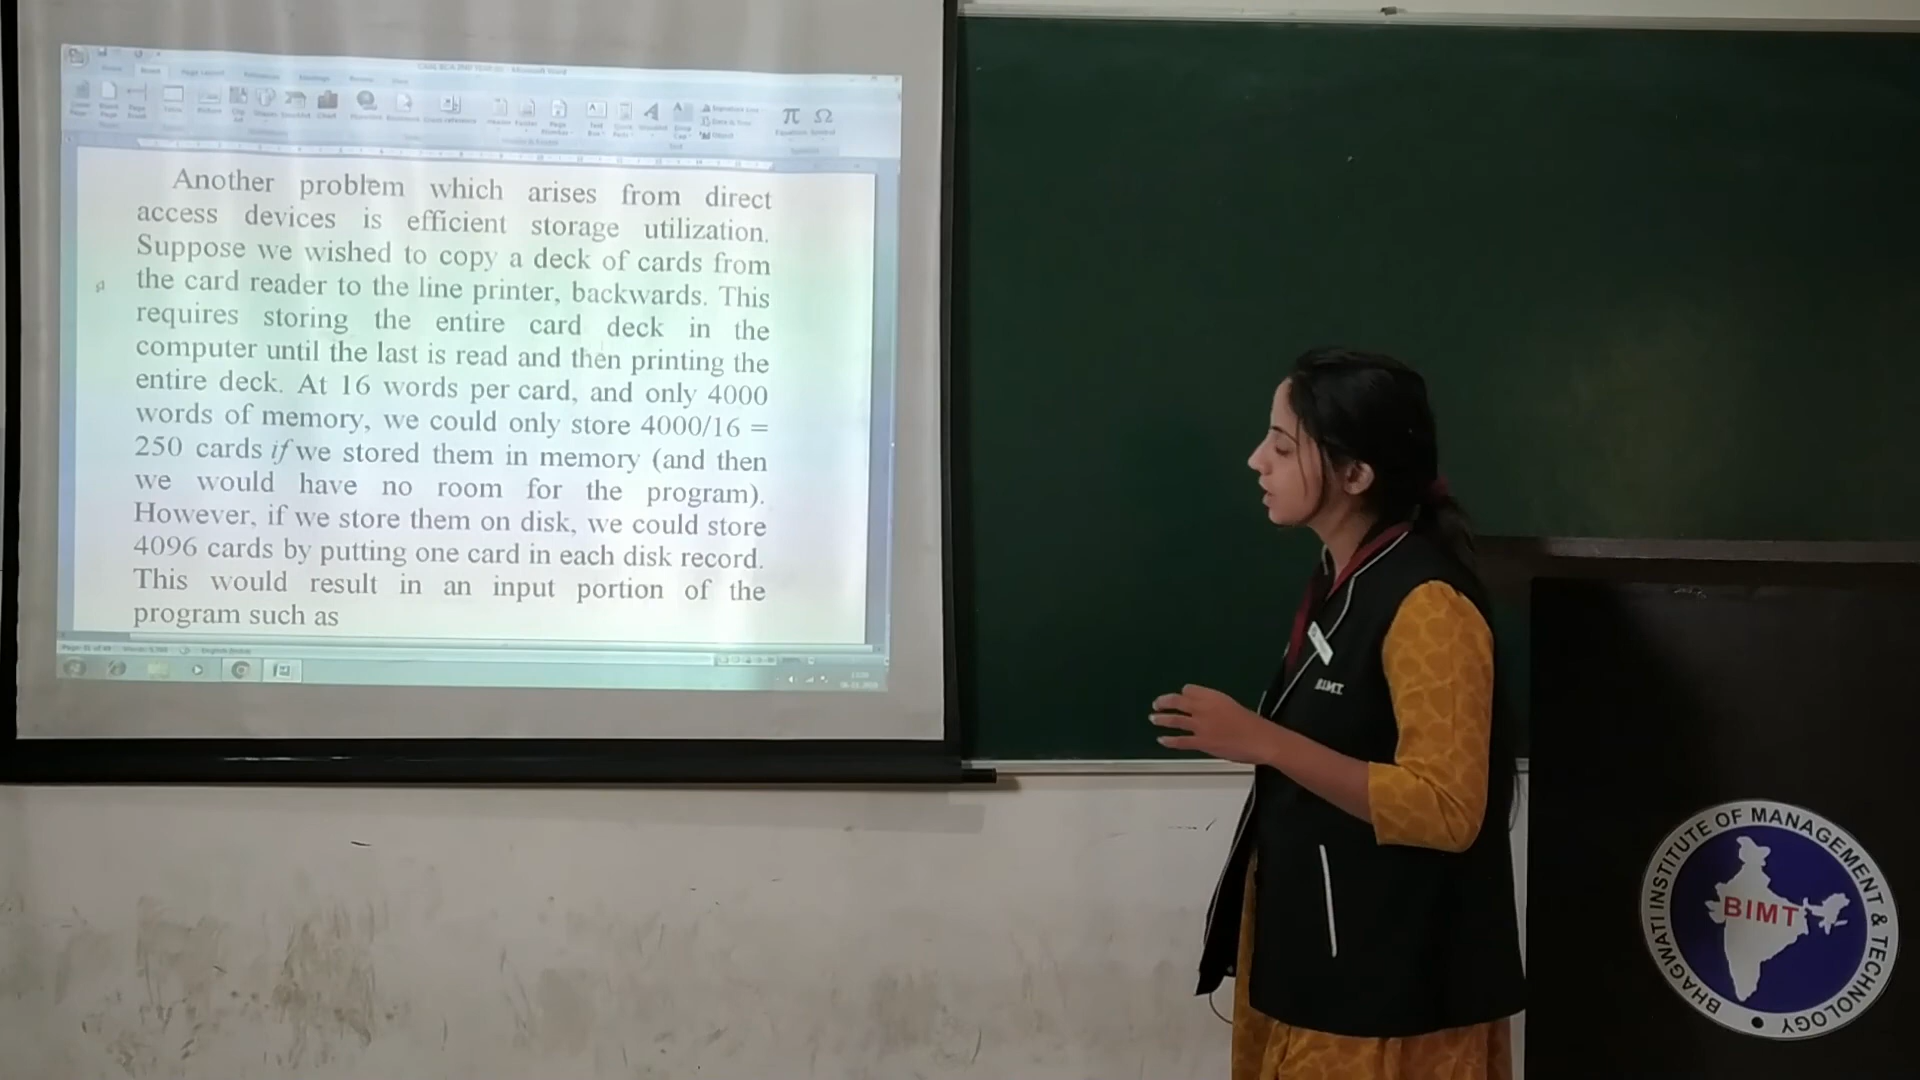 Another problem which arises from direct
access devices is efficient storage utilization.
Suppose we wished to copy a deck of cards from
the card reader to the line printer, backwards. This
requires storing the entire card deck in the
computer until the last is read and then printing the
entire deck. At 16 words per card, and only 4000
words of memory, we could only store 4000/16 =
250 cards if we stored them in memory (and then
we would have no room for the program).
However, if we store them on disk, we could store
4096 cards by putting one card in each disk record.
This would result in an input portion of the
program such as
B.I.M.T.
BHAGWATI INSTITUTE OF MANAGEMENT & TECHNOLOGY
BIMT